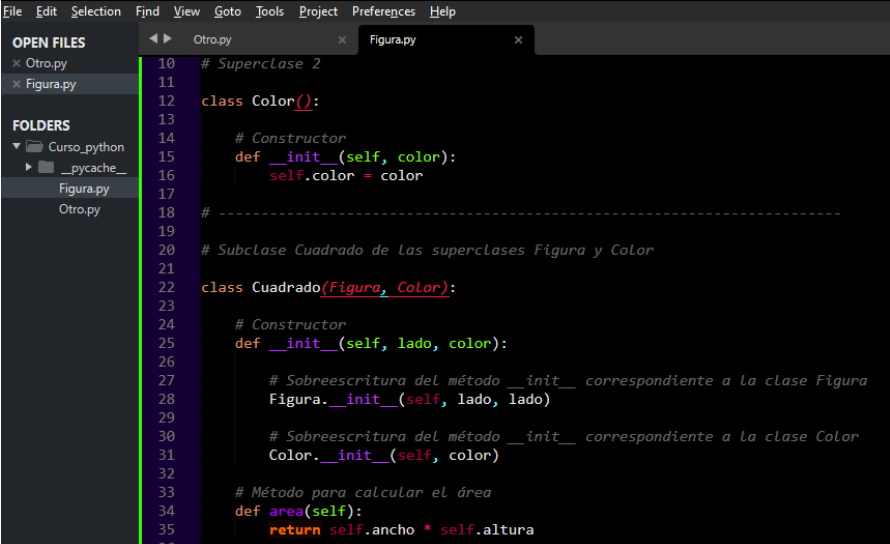 File Edit Selection Find View Goto Tools Project Preferences Help
OPEN FILES
× Otro.py
× Figura.py
FOLDERS
▼ Curso_python
▶ __pycache__
Figura.py
Otro.py
◀ ▶ Otro.py × Figura.py ×
10 # Superclase 2
11
12 class Color():
13
14 # Constructor
15 def __init__(self, color):
16 self.color = color
17
18 # --------------------------------------------------------------------------
19
20 # Subclase Cuadrado de las superclases Figura y Color
21
22 class Cuadrado(Figura, Color):
23
24 # Constructor
25 def __init__(self, lado, color):
26
27 # Sobreescritura del método __init__ correspondiente a la clase Figura
28 Figura.__init__(self, lado, lado)
29
30 # Sobreescritura del método __init__ correspondiente a la clase Color
31 Color.__init__(self, color)
32
33 # Método para calcular el área
34 def area(self):
35 return self.ancho * self.altura